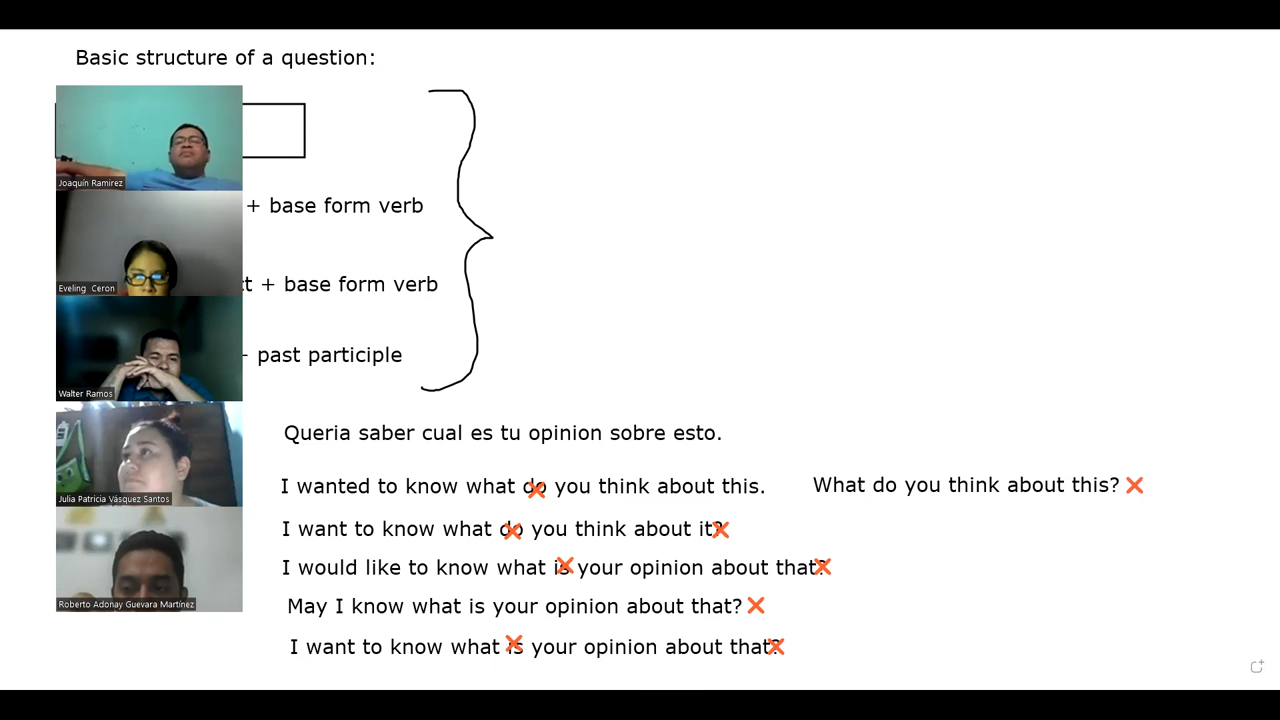 Basic structure of a question:
Joaquín Ramirez
+ base form verb
Eveling Ceron
+ base form verb
past participle
Walter Ramos
Queria saber cual es tu opinion sobre esto.
I wanted to know what do you think about this.
What do you think about this?
Julia Patricia Vásquez Santos
I want to know what do you think about it?
I would like to know what is your opinion about that?
May I know what is your opinion about that?
Roberto Adonay Guevara Martínez
I want to know what is your opinion about that?